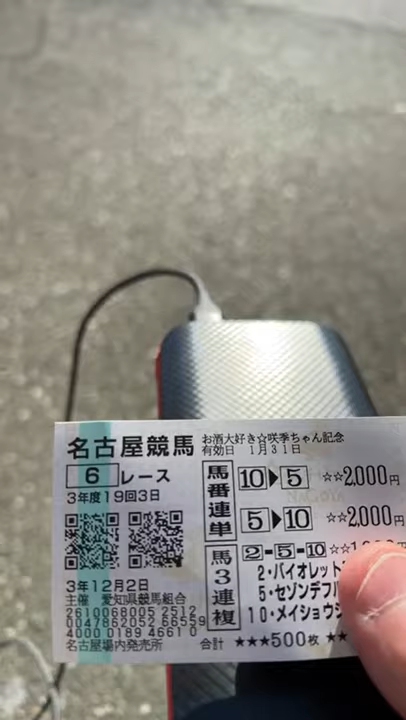 名古屋競馬
お酒大好き☆咲季ちゃん記念
有効日 1月31日
6レース
3年度19回3日
馬番連単
10▶5 ☆☆2,000円
5▶10 ☆☆2,000円
馬3連複
2-5-10☆☆
2・バイオレット
5・セゾンデフ
10・メイショウ
3年12月2日
主催 愛知県競馬組合
2610068005 2512
0047862052 66559
4000 0189 4661 0
名古屋場内発売所
合計 ★★★500枚 ★★